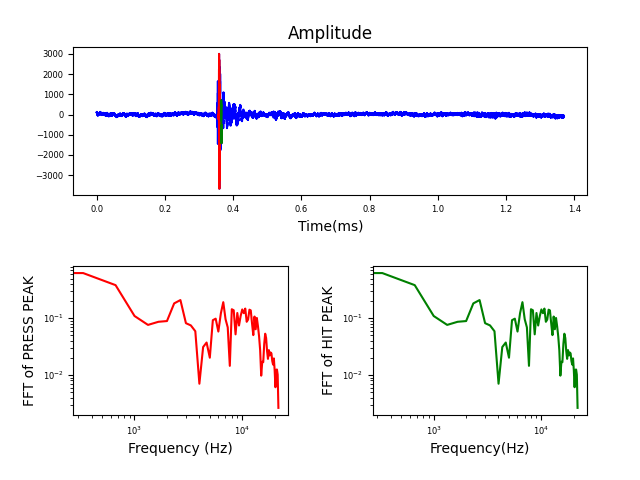 Amplitude
3000
2000
1000
0
−1000
−2000
−3000
0.0 0.2 0.4 0.6 0.8 1.0 1.2 1.4
Time(ms)
FFT of PRESS PEAK
10⁻¹
10⁻²
10³ 10⁴
Frequency (Hz)
FFT of HIT PEAK
10⁻¹
10⁻²
10³ 10⁴
Frequency(Hz)